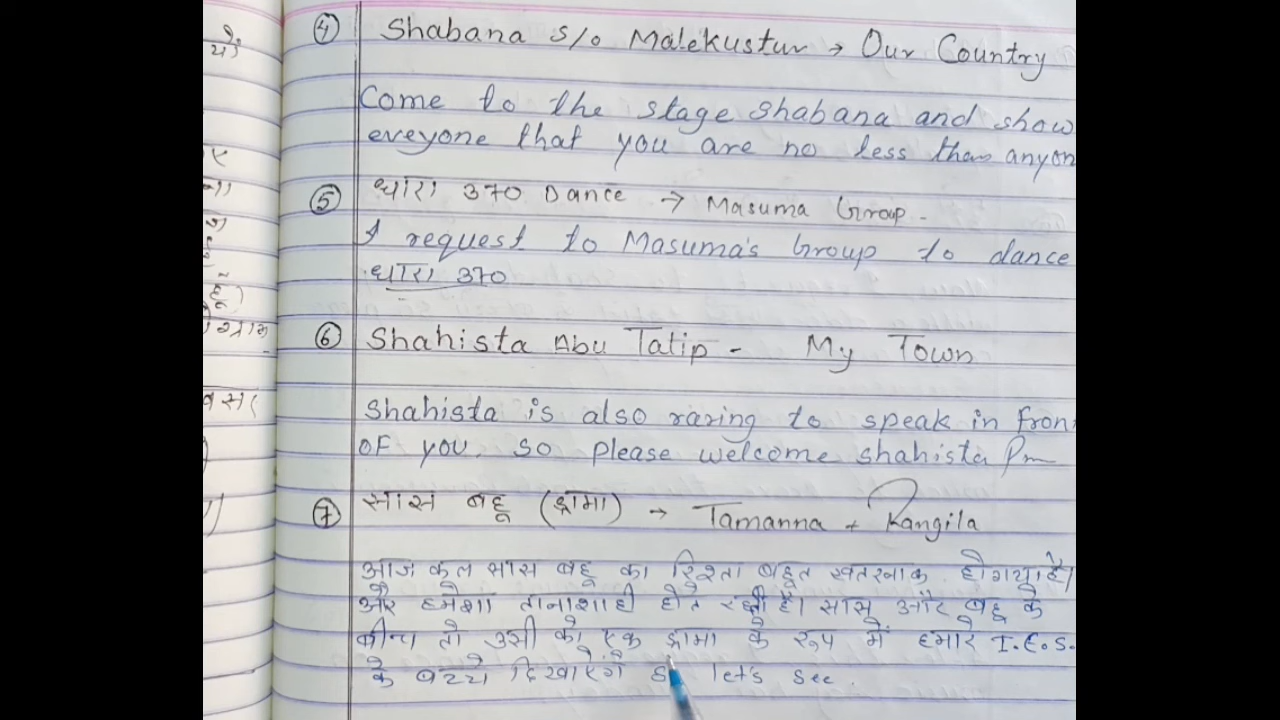 ④ Shabana s/o Malekustur → Our Country
Come to the stage shabana and show
eveyone that you are no less than anyon
⑤ धारा 370 Dance → Masuma Group -
I request to Masuma's Group to dance
धारा 370
⑥ Shahista Abu Talip - My Town
Shahista is also raring to speak in Fron
of you. so please welcome shahista
⑦ सास बहू (ड्रामा) → Tamanna + Rangila
आज कल सास बहू का रिश्ता बहुत खतरनाक होगया है।
और हमेशा तानाशाही होते रही है। सास और बहू के
बीच तो उसी को एक ड्रामा के रूप में हमारे I.C.S.
के बच्चे दिखाएंगे let's see.